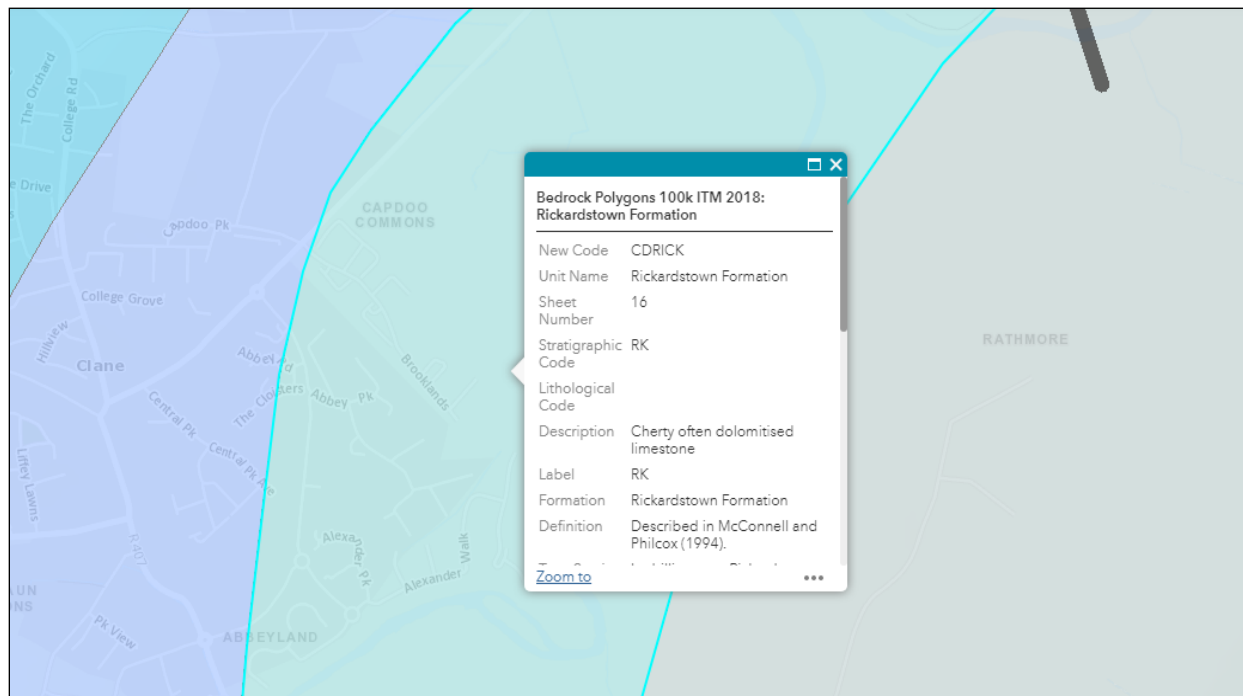 The Orchard
College Rd
e Drive
Capdoo Pk
CAPDOO
COMMONS
College Grove
Hillview
Clane
Abbey Rd
The Cloisters
Abbey Pk
Brooklands
Central Pk
Central Pk Ave
Liffey Lawns
R 407
Alexander Pk
Alexander Walk
Pk View
ABBEYLAND
AUN
NS
RATHMORE
Bedrock Polygons 100k ITM 2018:
Rickardstown Formation
New Code CDRICK
Unit Name Rickardstown Formation
Sheet 16
Number
Stratigraphic RK
Code
Lithological
Code
Description Cherty often dolomitised
limestone
Label RK
Formation Rickardstown Formation
Definition Described in McConnell and
Philcox (1994).
Zoom to